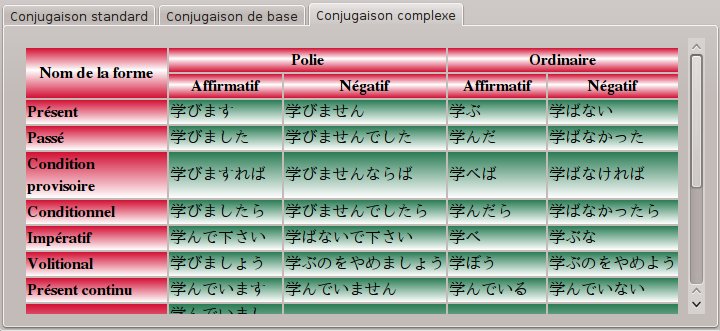 Conjugaison standard Conjugaison de base Conjugaison complexe
Nom de la forme Polie Ordinaire
Affirmatif Négatif Affirmatif Négatif
Présent 学びます 学びません 学ぶ 学ばない
Passé 学びました 学びませんでした 学んだ 学ばなかった
Condition provisoire 学びますれば 学びませんならば 学べば 学ばなければ
Conditionnel 学びましたら 学びませんでしたら 学んだら 学ばなかったら
Impératif 学んで下さい 学ばないで下さい 学べ 学ぶな
Volitional 学びましょう 学ぶのをやめましょう 学ぼう 学ぶのをやめよう
Présent continu 学んでいます 学んでいません 学んでいる 学んでいない
学んでいまし